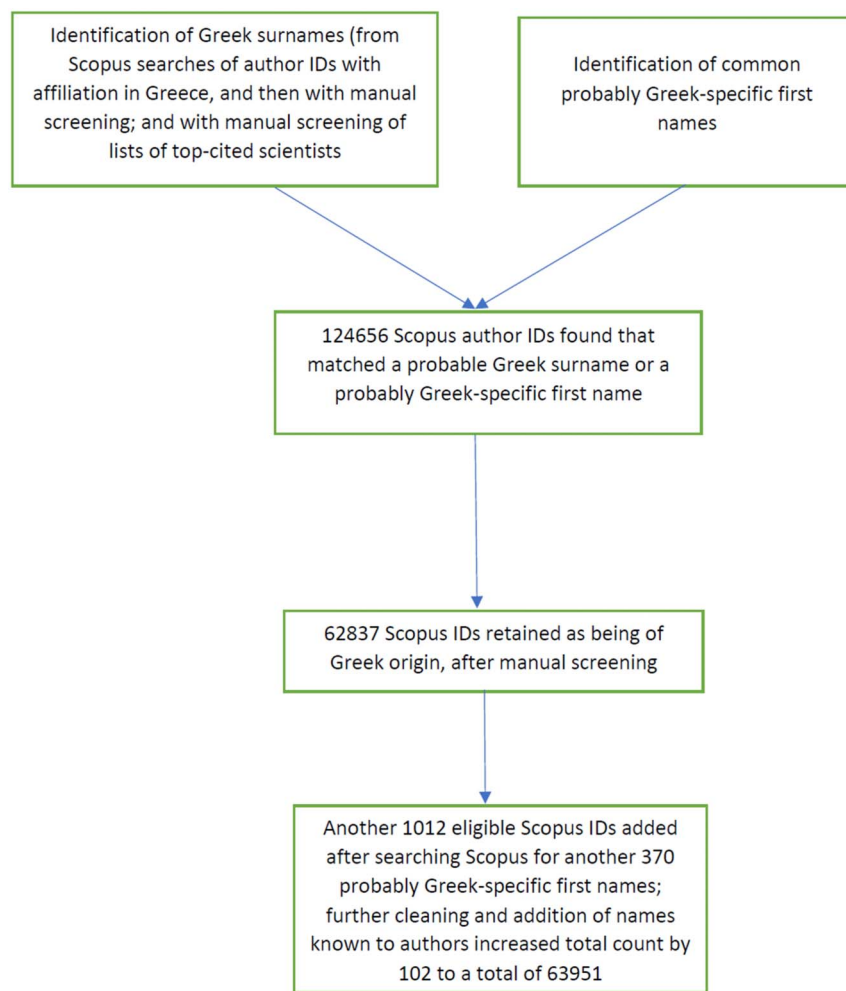 Identification of Greek surnames (from
Scopus searches of author IDs with
affiliation in Greece, and then with manual
screening; and with manual screening of
lists of top-cited scientists
Identification of common
probably Greek-specific first
names
124656 Scopus author IDs found that
matched a probable Greek surname or a
probably Greek-specific first name
62837 Scopus IDs retained as being of
Greek origin, after manual screening
Another 1012 eligible Scopus IDs added
after searching Scopus for another 370
probably Greek-specific first names;
further cleaning and addition of names
known to authors increased total count by
102 to a total of 63951